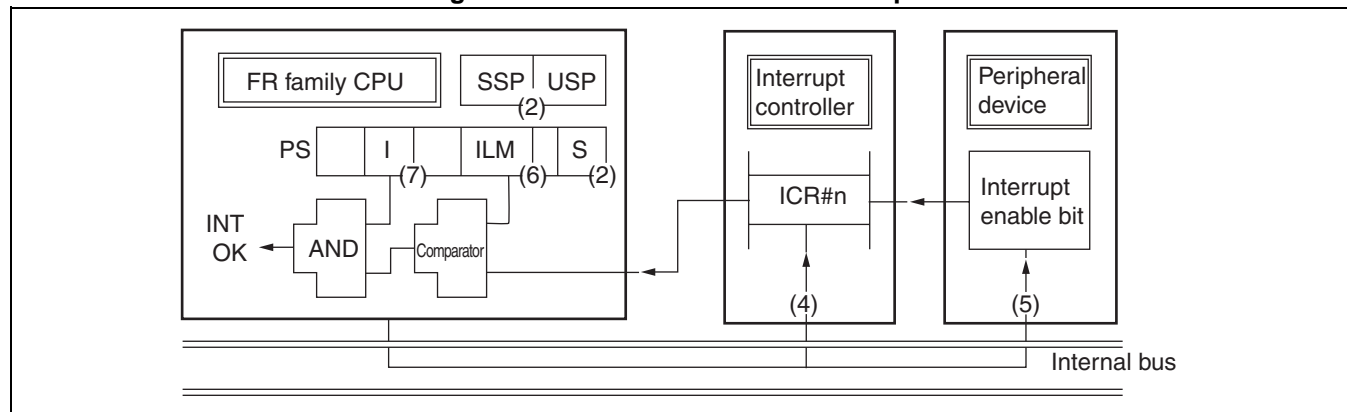 FR family CPU
SSP USP
(2)
PS I ILM S
(7) (6) (2)
INT
OK
AND
Comparator
Interrupt
controller
ICR#n
(4)
Peripheral
device
Interrupt
enable bit
(5)
Internal bus